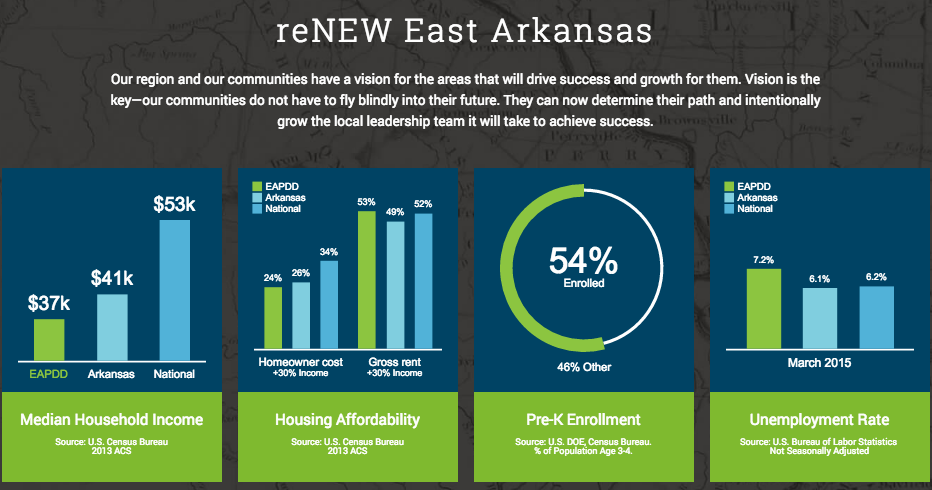 reNEW East Arkansas
Our region and our communities have a vision for the areas that will drive success and growth for them. Vision is the
key—our communities do not have to fly blindly into their future. They can now determine their path and intentionally
grow the local leadership team it will take to achieve success.
$37k
$41k
$53k
EAPDD
Arkansas
National
Median Household Income
Source: U.S. Census Bureau
2013 ACS
EAPDD
Arkansas
National
24%
26%
34%
53%
49%
52%
Homeowner cost
+30% Income
Gross rent
+30% Income
Housing Affordability
Source: U.S. Census Bureau
2013 ACS
54%
Enrolled
46% Other
Pre-K Enrollment
Source: U.S. DOE, Census Bureau.
% of Population Age 3-4.
EAPDD
Arkansas
National
7.2%
6.1%
6.2%
March 2015
Unemployment Rate
Source: U.S. Bureau of Labor Statistics
Not Seasonally Adjusted
PERRY
Perryville
Brownsville
Columbia